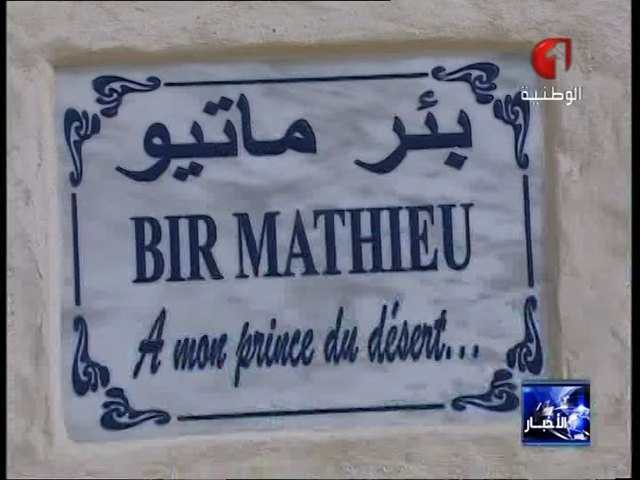 الوطنية
بئر ماتيو
BIR MATHIEU
A mon prince du désert...
الأخبار